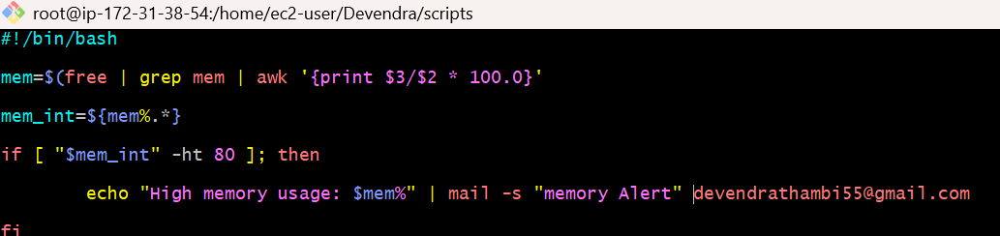 root@ip-172-31-38-54:/home/ec2-user/Devendra/scripts
#!/bin/bash
mem=$(free | grep mem | awk '{print $3/$2 * 100.0}'
mem_int=${mem%.*}
if [ "$mem_int" -ht 80 ]; then
echo "High memory usage: $mem%" | mail -s "memory Alert" devendrathambi55@gmail.com
fi